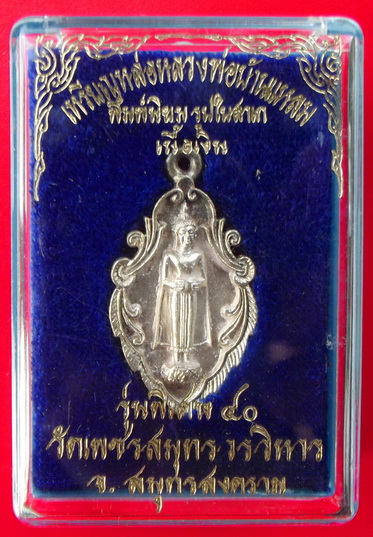 เหรียญหล่อหลวงพ่อบ้านแหลม
พิมพ์พิมพ์ รูปใบสาเก
เนื้อเงิน
รุ่นพิเศษ ๔๐
วัดเพชรสมุทรวรวิหาร
จ. สมุทรสงคราม